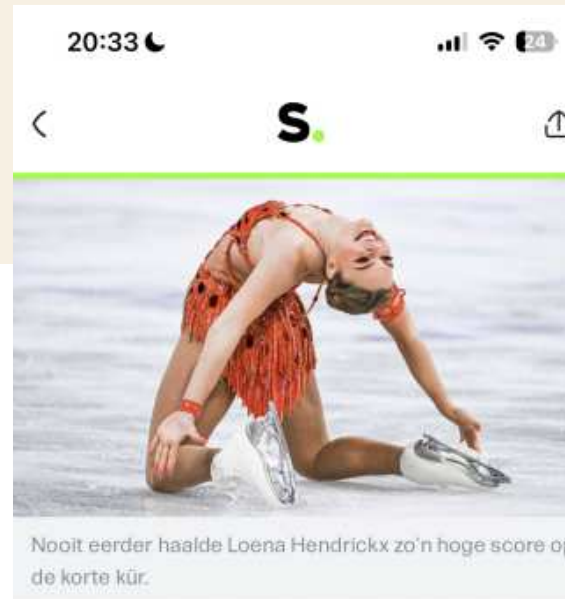 20:33
24
S.
Nooit eerder haalde Loena Hendrickx zo'n hoge score op
de korte kür.